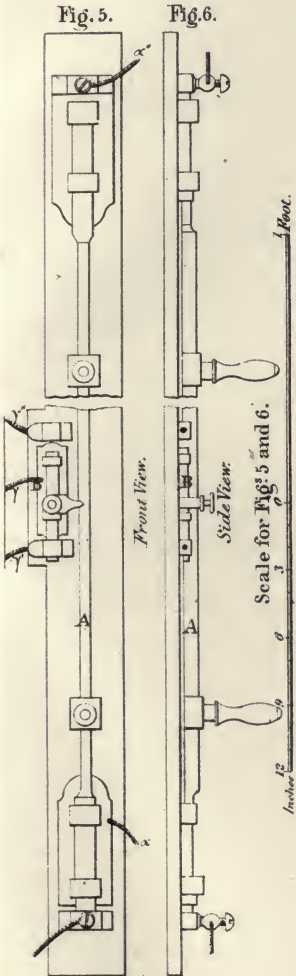 Fig. 5.
Fig. 6.
x"
y"
y
B
y'
A
x
Front View.
B
A
Side View.
Scale for Figs 5 and 6.
Inches
12
9
6
3
0
1 Foot.